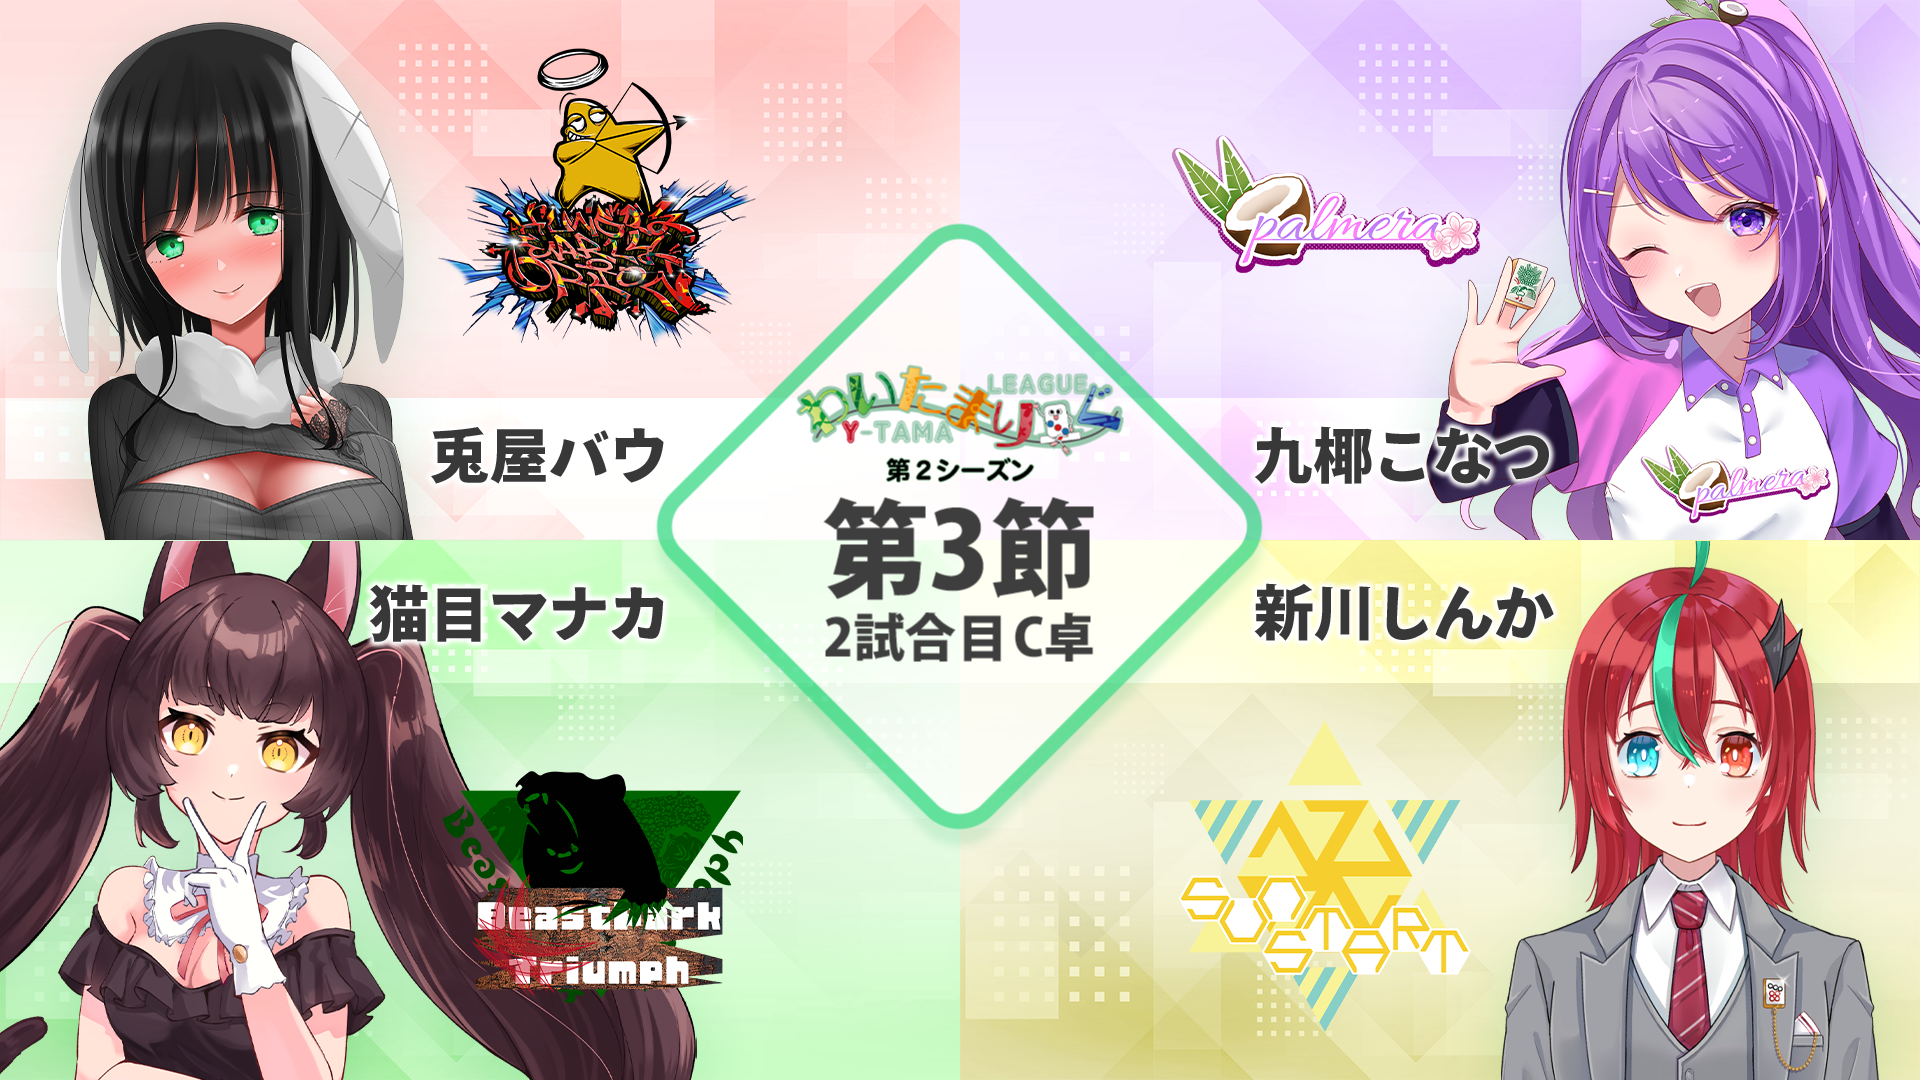 palmera
わいたまりーぐ
LEAGUE
Y-TAMA
第2シーズン
第3節
2試合目 C卓
兎屋バウ
九椰こなつ
palmera
猫目マナカ
新川しんか
Triumph
SUNSTART